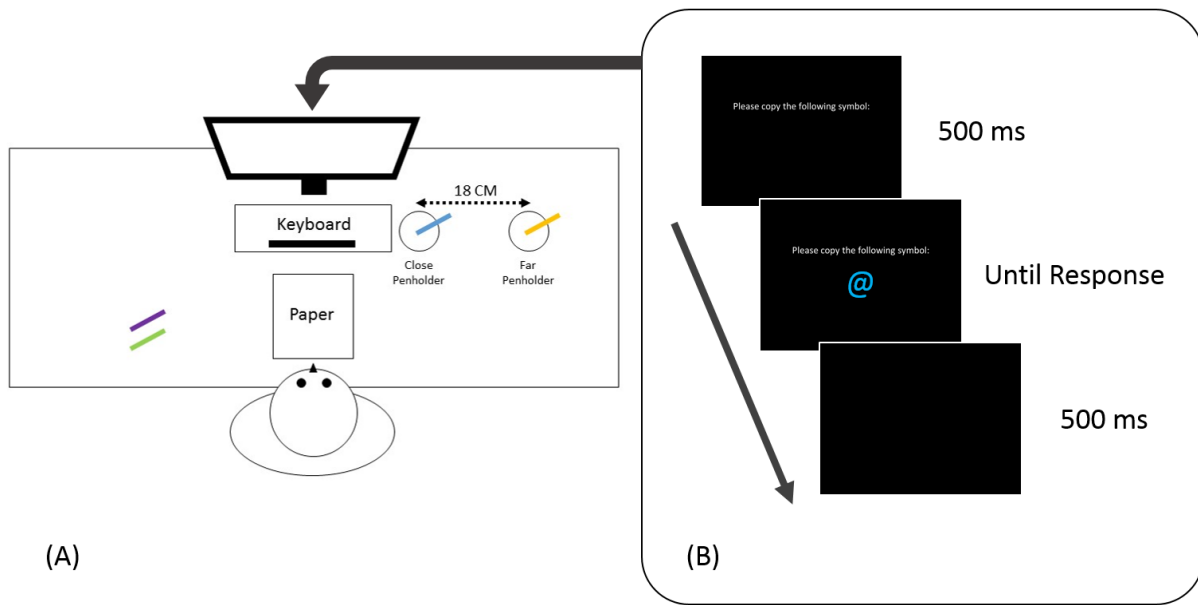 Please copy the following symbol:
500 ms
18 CM
Keyboard
Close
Penholder
Far
Penholder
Please copy the following symbol:
@
Until Response
Paper
500 ms
(A)
(B)